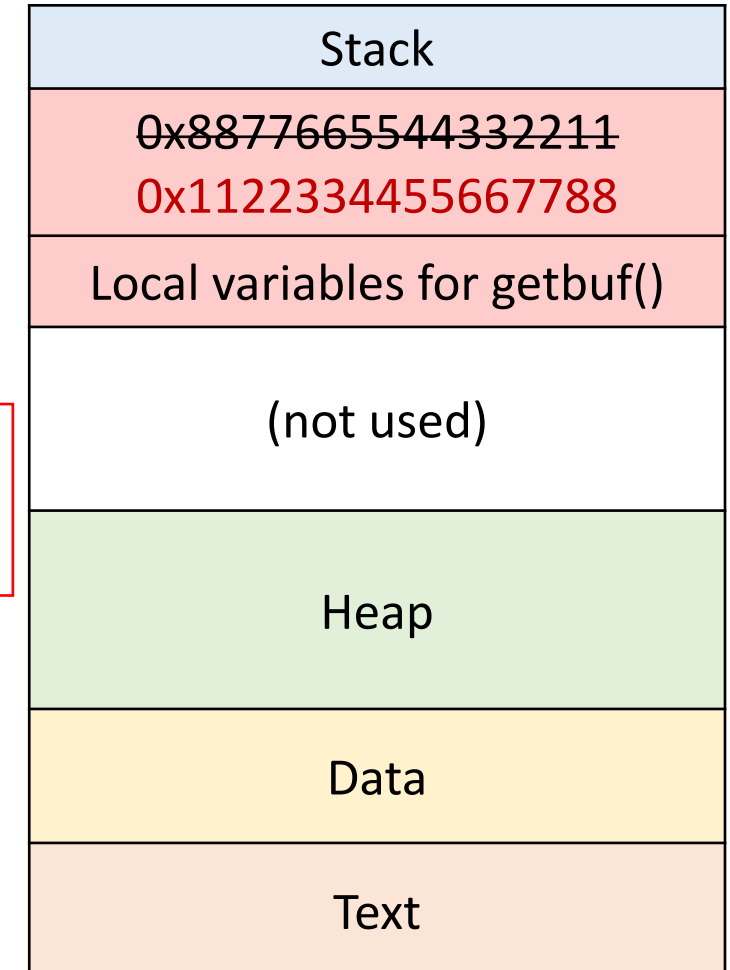 Stack
0x8877665544332211
0x1122334455667788
Local variables for getbuf()
(not used)
Heap
Data
Text